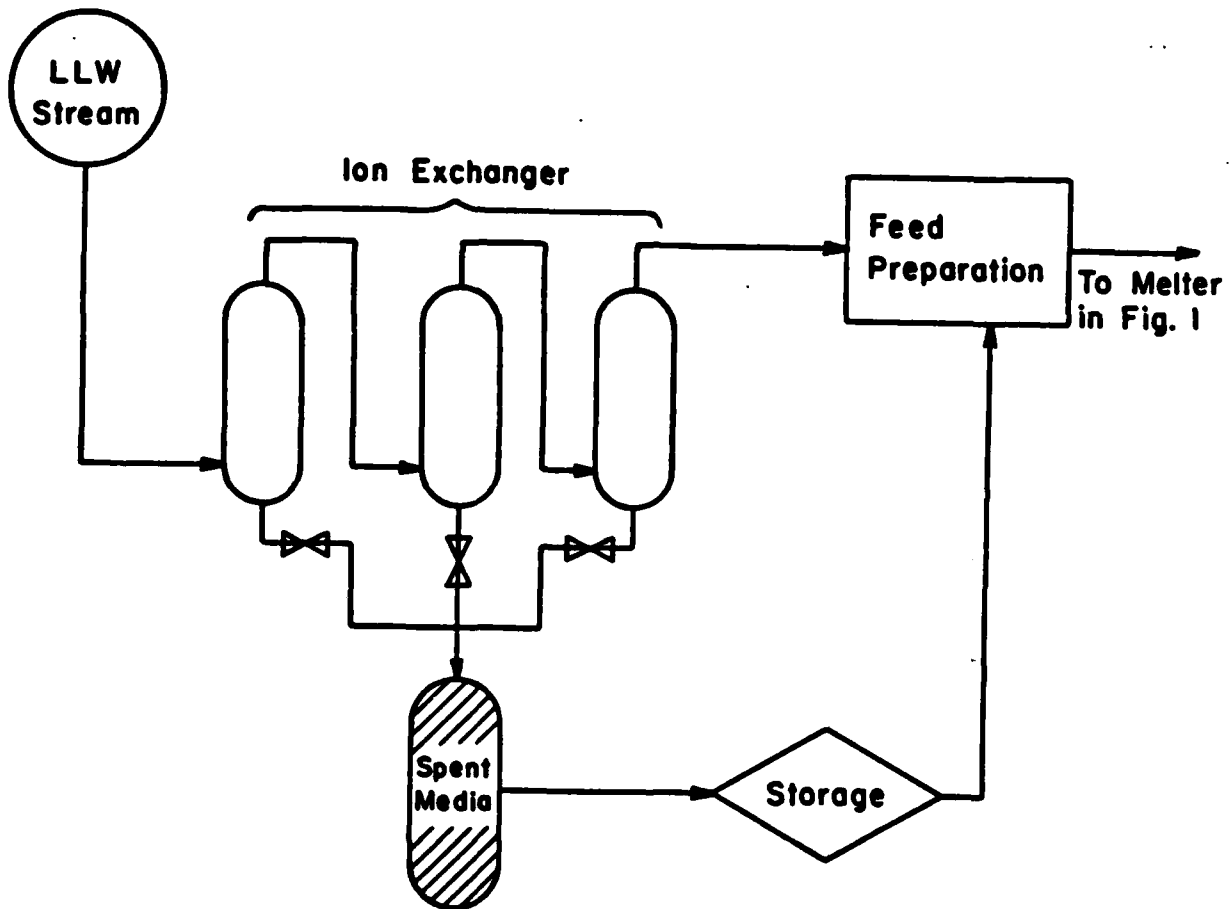 LLW
Stream
Ion Exchanger
Feed
Preparation
To Melter
in Fig. 1
Spent
Media
Storage